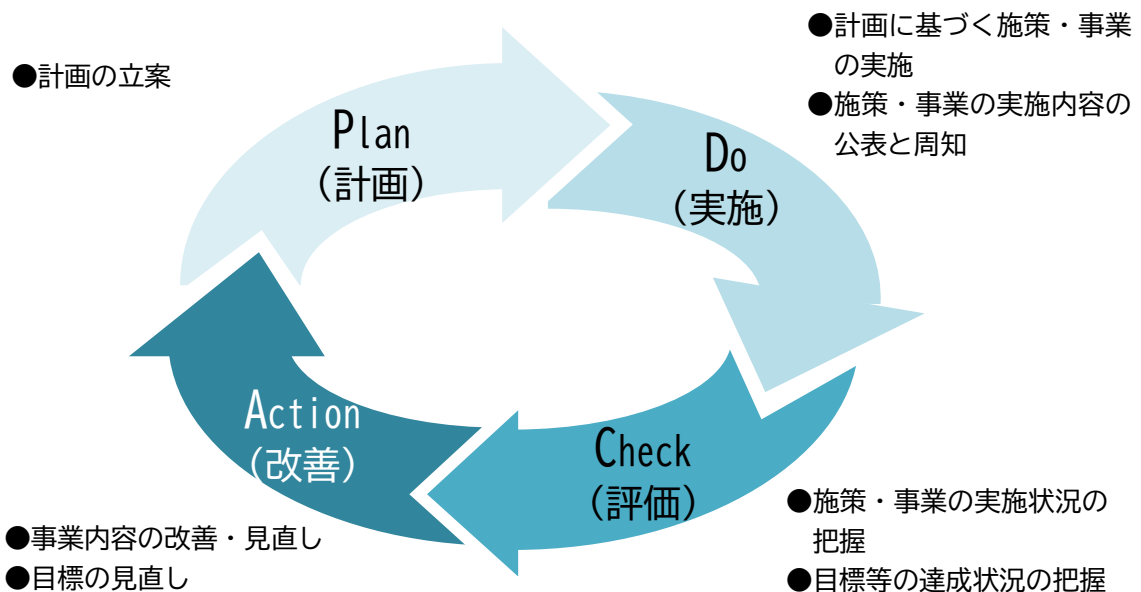 ●計画の立案
Plan
（計画）
●計画に基づく施策・事業
の実施
●施策・事業の実施内容の
公表と周知
Do
（実施）
Check
（評価）
●施策・事業の実施状況の
把握
●目標等の達成状況の把握
Action
（改善）
●事業内容の改善・見直し
●目標の見直し